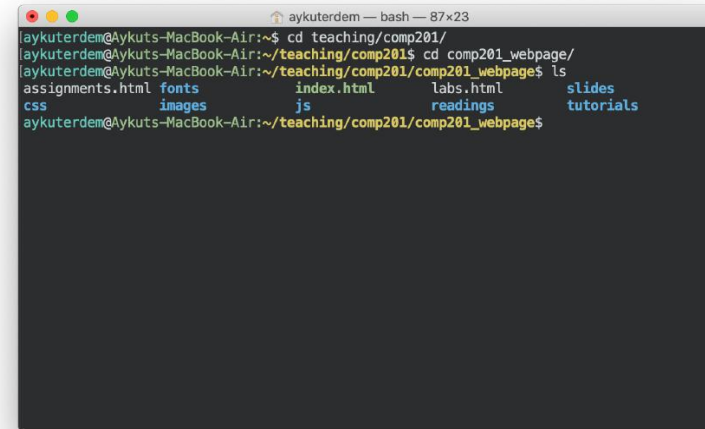 aykuterdem — bash — 87×23
[aykuterdem@Aykuts-MacBook-Air:~$ cd teaching/comp201/
[aykuterdem@Aykuts-MacBook-Air:~/teaching/comp201$ cd comp201_webpage/
[aykuterdem@Aykuts-MacBook-Air:~/teaching/comp201/comp201_webpage$ ls
assignments.html fonts index.html labs.html slides
css images js readings tutorials
aykuterdem@Aykuts-MacBook-Air:~/teaching/comp201/comp201_webpage$